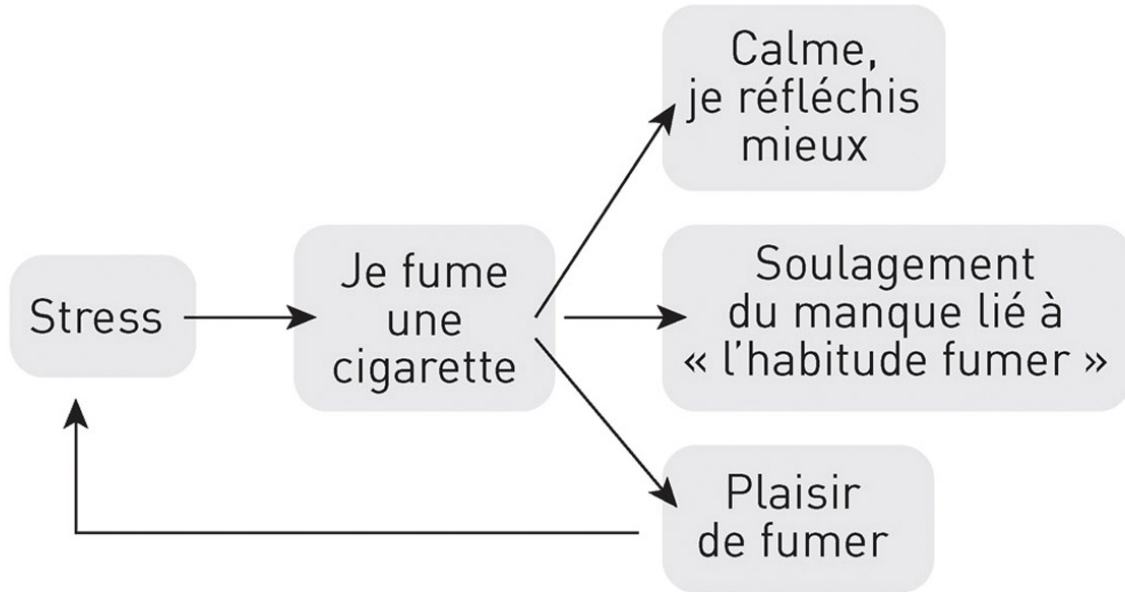 Calme,
je réfléchis
mieux
Stress
Je fume
une
cigarette
Soulagement
du manque lié à
« l'habitude fumer »
Plaisir
de fumer